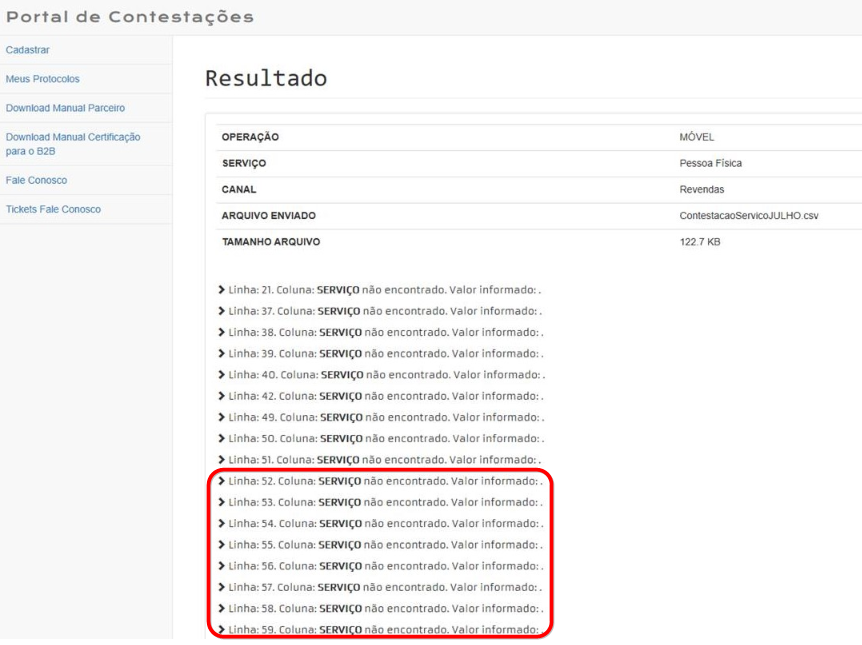 Portal de Contestações
Cadastrar
Meus Protocolos
Download Manual Parceiro
Download Manual Certificação
para o B2B
Fale Conosco
Tickets Fale Conosco
Resultado
OPERAÇÃO MÓVEL
SERVIÇO Pessoa Física
CANAL Revendas
ARQUIVO ENVIADO ContestacaoServicoJULHO.csv
TAMANHO ARQUIVO 122.7 KB
Linha: 21. Coluna: SERVIÇO não encontrado. Valor informado: .
Linha: 37. Coluna: SERVIÇO não encontrado. Valor informado: .
Linha: 38. Coluna: SERVIÇO não encontrado. Valor informado: .
Linha: 39. Coluna: SERVIÇO não encontrado. Valor informado: .
Linha: 40. Coluna: SERVIÇO não encontrado. Valor informado: .
Linha: 42. Coluna: SERVIÇO não encontrado. Valor informado: .
Linha: 49. Coluna: SERVIÇO não encontrado. Valor informado: .
Linha: 50. Coluna: SERVIÇO não encontrado. Valor informado: .
Linha: 51. Coluna: SERVIÇO não encontrado. Valor informado: .
Linha: 52. Coluna: SERVIÇO não encontrado. Valor informado: .
Linha: 53. Coluna: SERVIÇO não encontrado. Valor informado: .
Linha: 54. Coluna: SERVIÇO não encontrado. Valor informado: .
Linha: 55. Coluna: SERVIÇO não encontrado. Valor informado: .
Linha: 56. Coluna: SERVIÇO não encontrado. Valor informado: .
Linha: 57. Coluna: SERVIÇO não encontrado. Valor informado: .
Linha: 58. Coluna: SERVIÇO não encontrado. Valor informado: .
Linha: 59. Coluna: SERVIÇO não encontrado. Valor informado: .